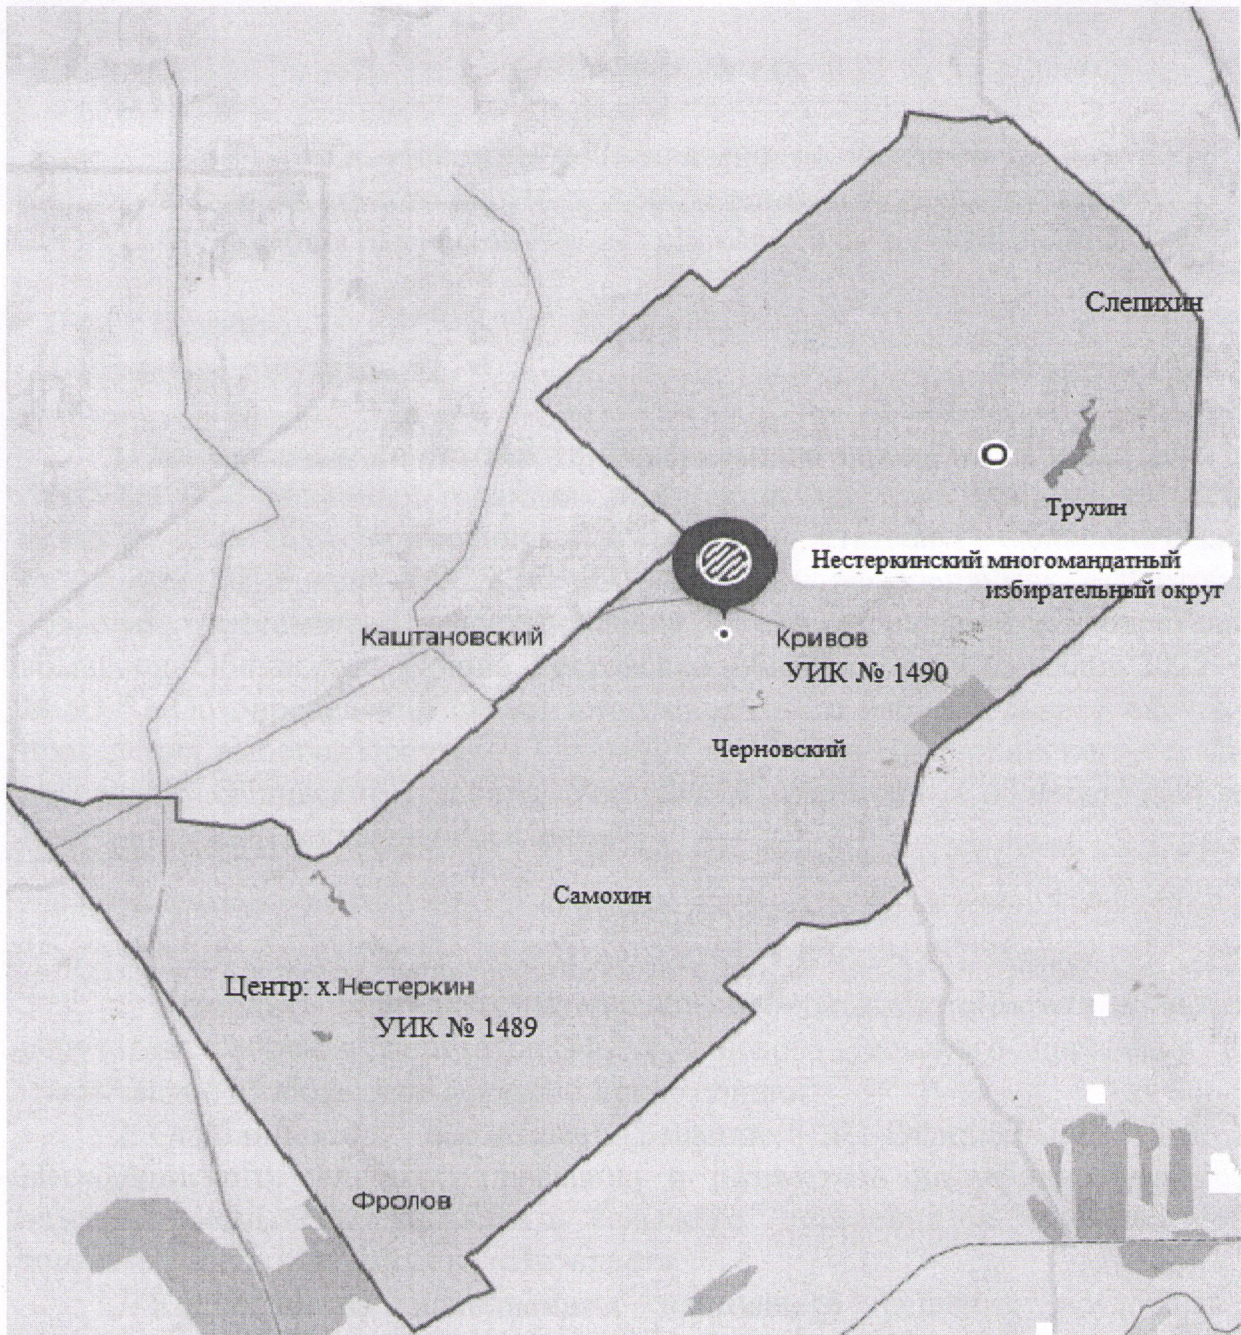 Слепихин
Трухин
Нестеркинский многомандатный
избирательный округ
Каштановский
Кривов
УИК № 1490
Черновский
Самохин
Центр: х.Нестеркин
УИК № 1489
Фролов